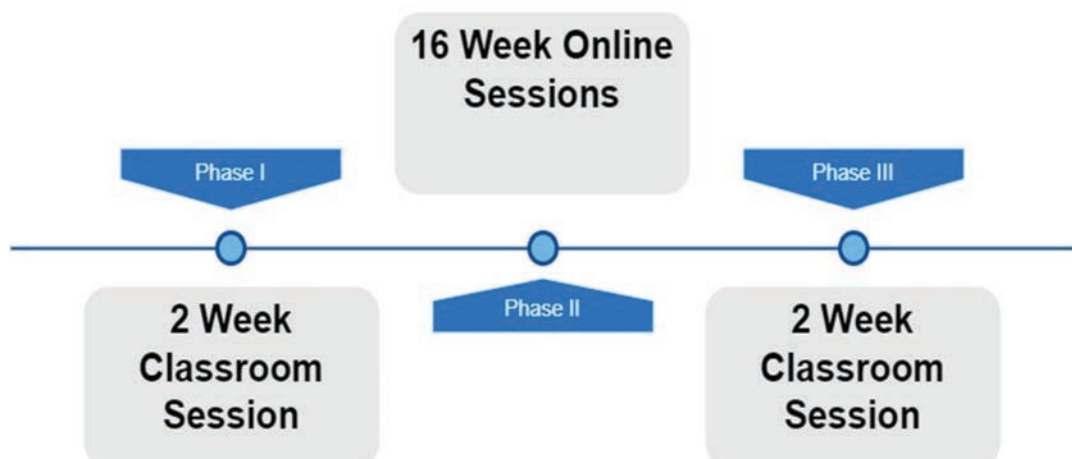 16 Week Online
Sessions
Phase I
Phase III
Phase II
2 Week
Classroom
Session
2 Week
Classroom
Session